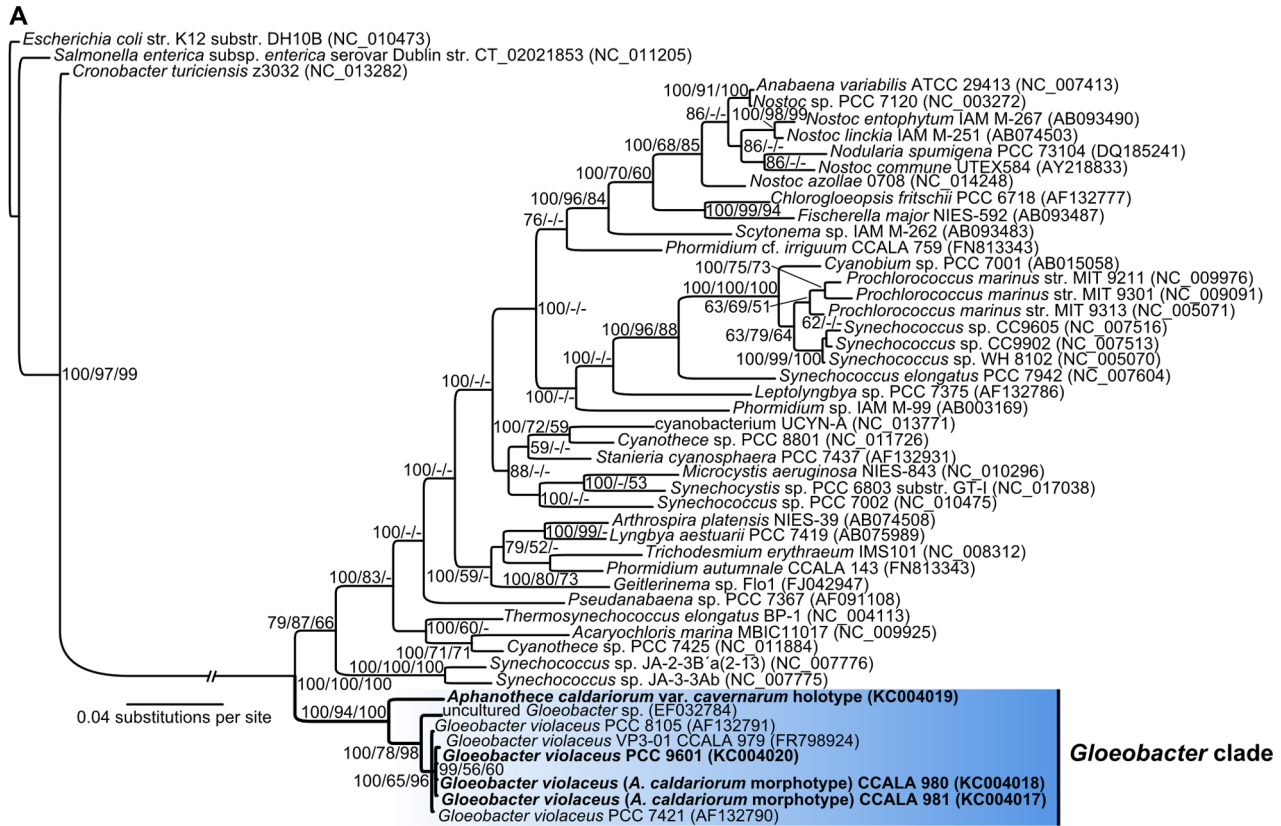 A
Escherichia coli str. K12 substr. DH10B (NC_010473)
Salmonella enterica subsp. enterica serovar Dublin str. CT_02021853 (NC_011205)
Cronobacter turiciensis z3032 (NC_013282)
Anabaena variabilis ATCC 29413 (NC_007413)
100/91/100
Nostoc sp. PCC 7120 (NC_003272)
86/-/-
100/98/99
Nostoc entophytum IAM M-267 (AB093490)
Nostoc linckia IAM M-251 (AB074503)
100/68/85
86/-/-
Nodularia spumigena PCC 73104 (DQ185241)
86/-/-
Nostoc commune UTEX584 (AY218833)
100/70/60
Nostoc azollae 0708 (NC_014248)
100/96/84
Chlorogloeopsis fritschii PCC 6718 (AF132777)
100/99/94
Fischerella major NIES-592 (AB093487)
76/-/-
Scytonema sp. IAM M-262 (AB093483)
Phormidium cf. irriguum CCALA 759 (FN813343)
100/75/73
Cyanobium sp. PCC 7001 (AB015058)
Prochlorococcus marinus str. MIT 9211 (NC_009976)
100/100/100
Prochlorococcus marinus str. MIT 9301 (NC_009091)
63/69/51
100/-/-
Prochlorococcus marinus str. MIT 9313 (NC_005071)
62/-/-
Synechococcus sp. CC9605 (NC_007516)
100/96/88
63/79/64
Synechococcus sp. CC9902 (NC_007513)
100/-/-
100/99/100
Synechococcus sp. WH 8102 (NC_005070)
100/97/99
100/-/-
Synechococcus elongatus PCC 7942 (NC_007604)
100/-/-
Leptolyngbya sp. PCC 7375 (AF132786)
Phormidium sp. IAM M-99 (AB003169)
100/72/59
cyanobacterium UCYN-A (NC_013771)
Cyanothece sp. PCC 8801 (NC_011726)
59/-/-
Stanieria cyanosphaera PCC 7437 (AF132931)
100/-/-
88/-/-
Microcystis aeruginosa NIES-843 (NC_010296)
100/-/53
Synechocystis sp. PCC 6803 substr. GT-I (NC_017038)
100/-/-
Synechococcus sp. PCC 7002 (NC_010475)
Arthrospira platensis NIES-39 (AB074508)
100/-/-
100/99/-
Lyngbya aestuarii PCC 7419 (AB075989)
79/52/-
Trichodesmium erythraeum IMS101 (NC_008312)
Phormidium autumnale CCALA 143 (FN813343)
100/83/-
100/59/-
100/80/73
Geitlerinema sp. Flo1 (FJ042947)
Pseudanabaena sp. PCC 7367 (AF091108)
Thermosynechococcus elongatus BP-1 (NC_004113)
79/87/66
100/60/-
Acaryochloris marina MBIC11017 (NC_009925)
Cyanothece sp. PCC 7425 (NC_011884)
100/71/71
100/100/100
Synechococcus sp. JA-2-3B´a(2-13) (NC_007776)
100/100/100
Synechococcus sp. JA-3-3Ab (NC_007775)
Aphanothece caldariorum var. cavernarum holotype (KC004019)
0.04 substitutions per site
100/94/100
uncultured Gloeobacter sp. (EF032784)
Gloeobacter violaceus PCC 8105 (AF132791)
Gloeobacter violaceus VP3-01 CCALA 979 (FR798924)
100/78/98
Gloeobacter violaceus PCC 9601 (KC004020)
Gloeobacter clade
99/56/60
100/65/96
Gloeobacter violaceus (A. caldariorum morphotype) CCALA 980 (KC004018)
Gloeobacter violaceus (A. caldariorum morphotype) CCALA 981 (KC004017)
Gloeobacter violaceus PCC 7421 (AF132790)